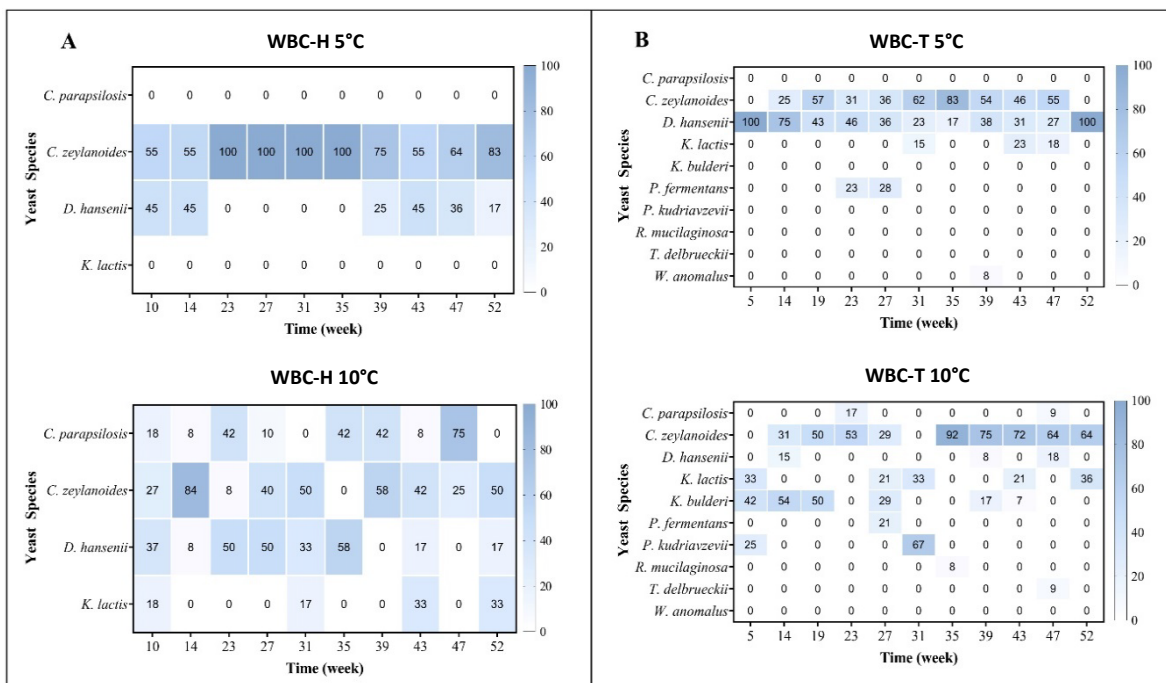 A
WBC-H 5°C
Yeast Species
C. parapsilosis 0 0 0 0 0 0 0 0 0 0
C. zeylanoides 55 55 100 100 100 100 75 55 64 83
D. hansenii 45 45 0 0 0 0 25 45 36 17
K. lactis 0 0 0 0 0 0 0 0 0 0
10 14 23 27 31 35 39 43 47 52
Time (week)
100
80
60
40
20
0
WBC-H 10°C
Yeast Species
C. parapsilosis 18 8 42 10 0 42 42 8 75 0
C. zeylanoides 27 84 8 40 50 0 58 42 25 50
D. hansenii 37 8 50 50 33 58 0 17 0 17
K. lactis 18 0 0 0 17 0 0 33 0 33
10 14 23 27 31 35 39 43 47 52
Time (week)
100
80
60
40
20
0
B
WBC-T 5°C
Yeast Species
C. parapsilosis 0 0 0 0 0 0 0 0 0 0 0
C. zeylanoides 0 25 57 31 36 62 83 54 46 55 0
D. hansenii 100 75 43 46 36 23 17 38 31 27 100
K. lactis 0 0 0 0 0 15 0 0 23 18 0
K. bulderi 0 0 0 0 0 0 0 0 0 0 0
P. fermentans 0 0 0 23 28 0 0 0 0 0 0
P. kudriavzevii 0 0 0 0 0 0 0 0 0 0 0
R. mucilaginosa 0 0 0 0 0 0 0 0 0 0 0
T. delbrueckii 0 0 0 0 0 0 0 0 0 0 0
W. anomalus 0 0 0 0 0 0 0 8 0 0 0
5 14 19 23 27 31 35 39 43 47 52
Time (week)
100
80
60
40
20
0
WBC-T 10°C
Yeast Species
C. parapsilosis 0 0 0 17 0 0 0 0 0 9 0
C. zeylanoides 0 31 50 53 29 0 92 75 72 64 64
D. hansenii 0 15 0 0 0 0 0 8 0 18 0
K. lactis 33 0 0 0 21 33 0 0 21 0 36
K. bulderi 42 54 50 0 29 0 0 17 7 0 0
P. fermentans 0 0 0 0 21 0 0 0 0 0 0
P. kudriavzevii 25 0 0 0 0 67 0 0 0 0 0
R. mucilaginosa 0 0 0 0 0 0 8 0 0 0 0
T. delbrueckii 0 0 0 0 0 0 0 0 0 9 0
W. anomalus 0 0 0 0 0 0 0 0 0 0 0
5 14 19 23 27 31 35 39 43 47 52
Time (week)
100
80
60
40
20
0